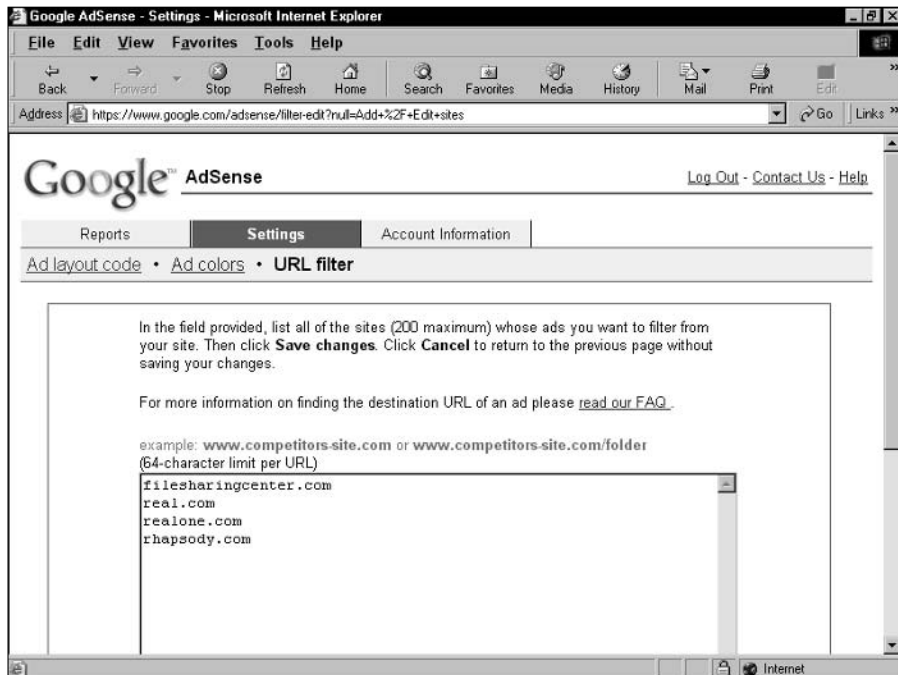 Google AdSense - Settings - Microsoft Internet Explorer
File Edit View Favorites Tools Help
Back Forward Stop Refresh Home Search Favorites Media History Mail Print Edit »
Address https://www.google.com/adsense/filter-edit?null=Add+%2F+Edit+sites Go Links »
Google™ AdSense Log Out - Contact Us - Help
Reports Settings Account Information
Ad layout code • Ad colors • URL filter
In the field provided, list all of the sites (200 maximum) whose ads you want to filter from
your site. Then click Save changes. Click Cancel to return to the previous page without
saving your changes.
For more information on finding the destination URL of an ad please read our FAQ .
example: www.competitors-site.com or www.competitors-site.com/folder
(64-character limit per URL)
filesharingcenter.com
real.com
realone.com
rhapsody.com
Internet